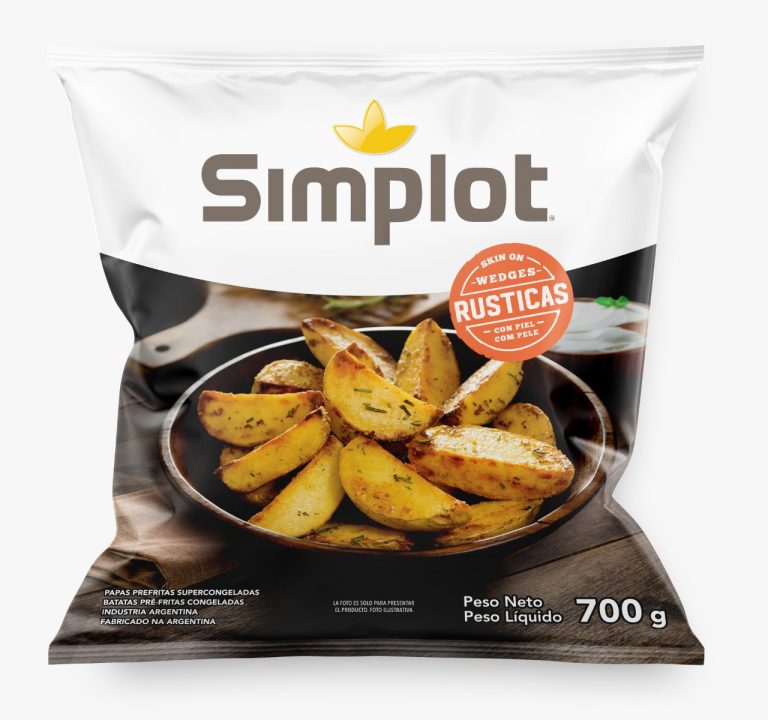 Simplot
SKIN ON
WEDGES
RUSTICAS
CON PIEL
COM PELE
PAPAS PREFRITAS SUPERCONGELADAS
BATATAS PRÉ-FRITAS CONGELADAS
INDUSTRIA ARGENTINA
FABRICADO NA ARGENTINA
LA FOTO ES SOLO PARA PRESENTAR
EL PRODUCTO. FOTO ILUSTRATIVA.
Peso Neto
Peso Líquido 700 g